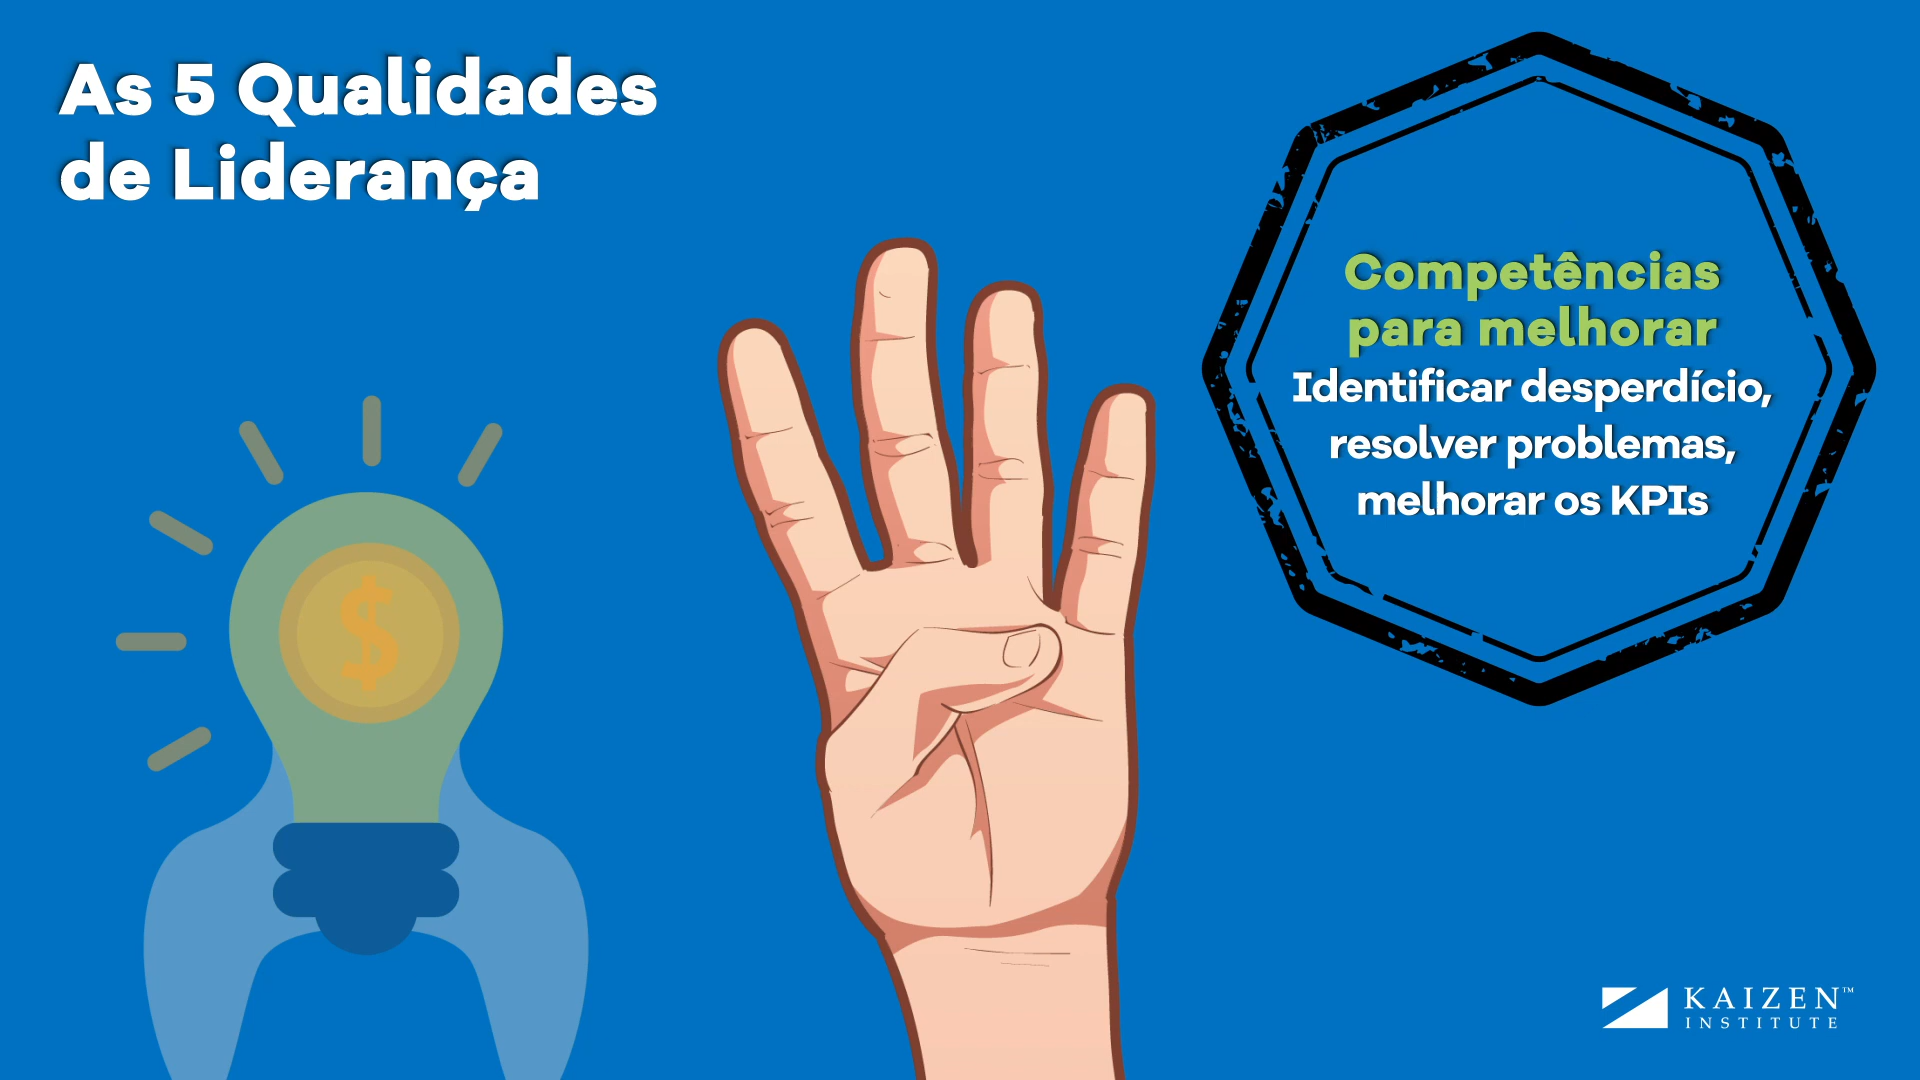 As 5 Qualidades
de Liderança
Competências
para melhorar
Identificar desperdício,
resolver problemas,
melhorar os KPIs
$
KAIZEN™
INSTITUTE